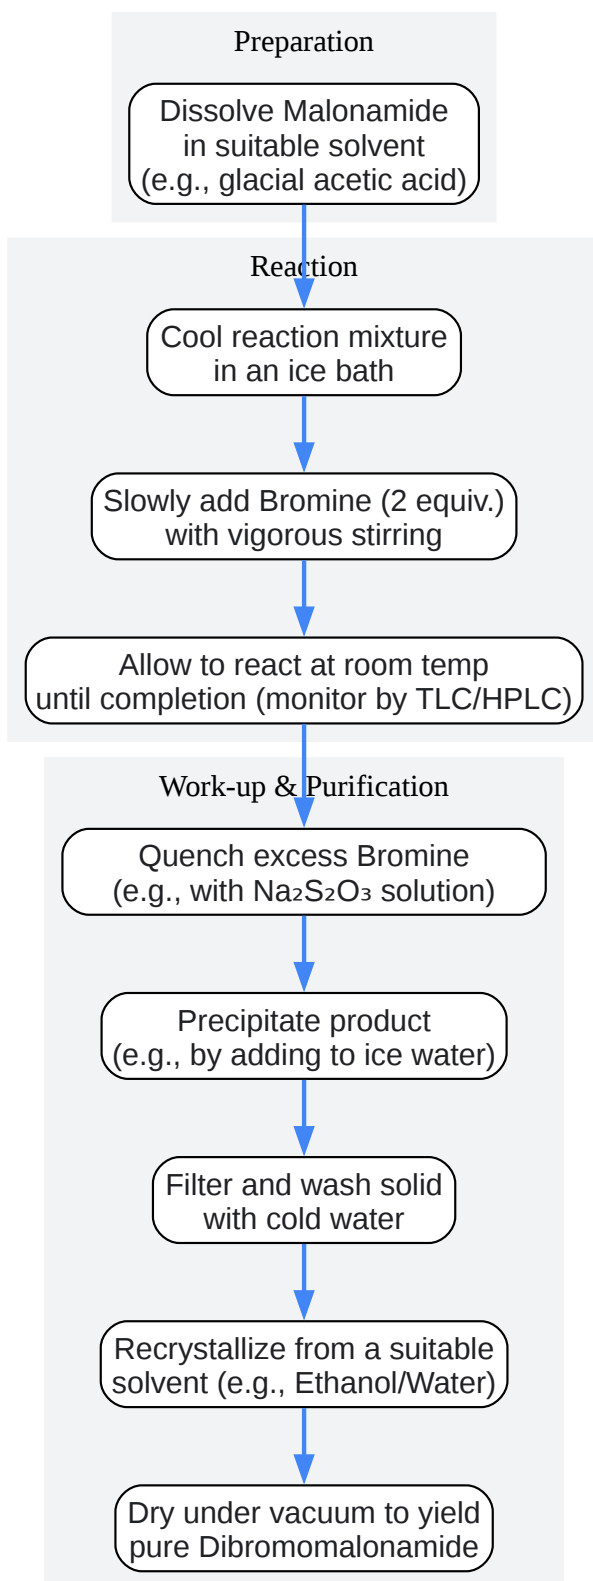 Preparation
Dissolve Malonamide
in suitable solvent
(e.g., glacial acetic acid)
Reaction
Cool reaction mixture
in an ice bath
Slowly add Bromine (2 equiv.)
with vigorous stirring
Allow to react at room temp
until completion (monitor by TLC/HPLC)
Work-up & Purification
Quench excess Bromine
(e.g., with Na₂S₂O₃ solution)
Precipitate product
(e.g., by adding to ice water)
Filter and wash solid
with cold water
Recrystallize from a suitable
solvent (e.g., Ethanol/Water)
Dry under vacuum to yield
pure Dibromomalonamide